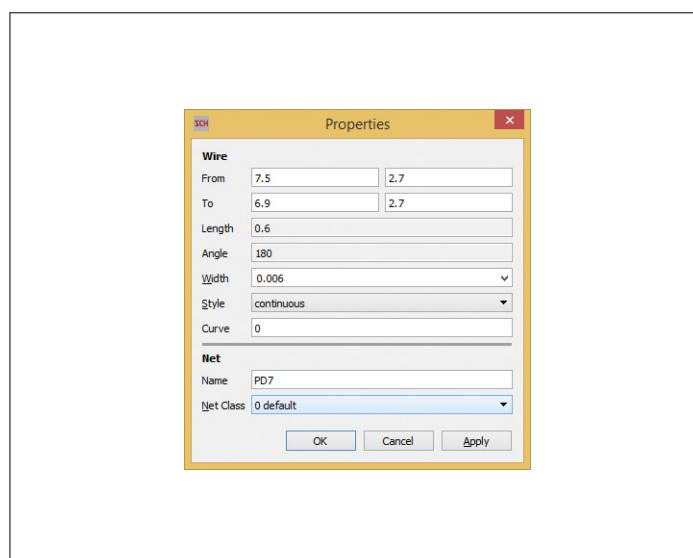 SCH
Properties
Wire
From 7.5 2.7
To 6.9 2.7
Length 0.6
Angle 180
Width 0.006
Style continuous
Curve 0
Net
Name PD7
Net Class 0 default
OK Cancel Apply